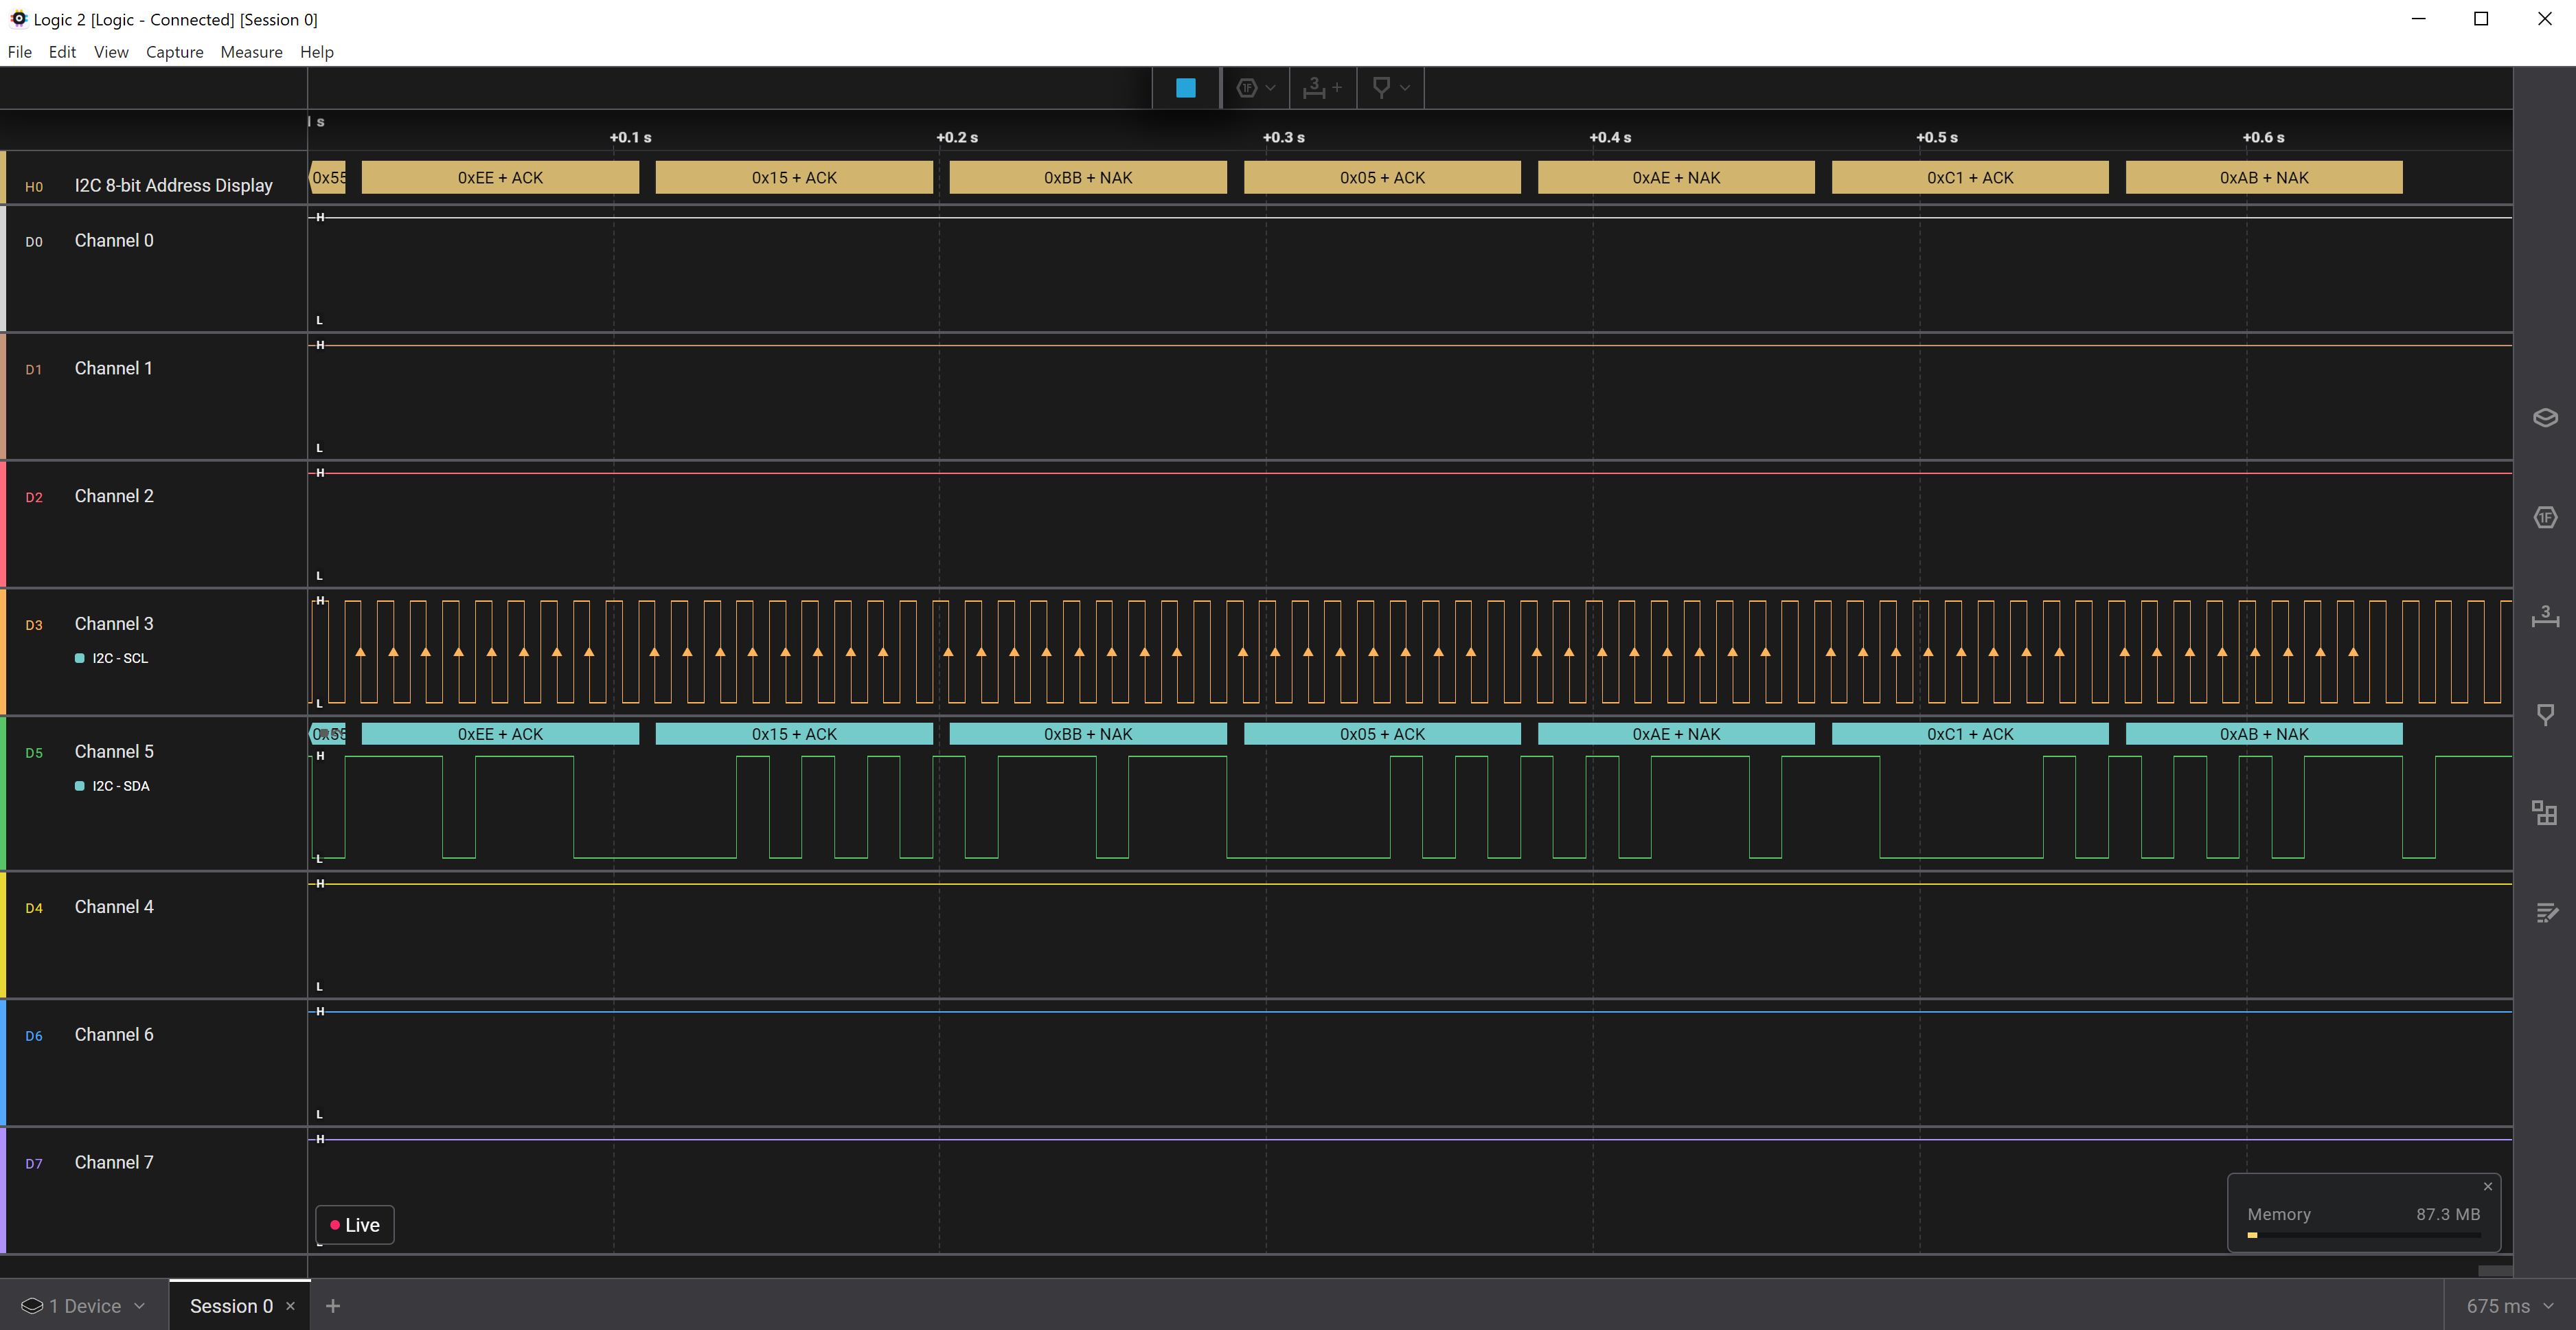 Logic 2 [Logic - Connected] [Session 0]
File Edit View Capture Measure Help
1F 3 +
s
+0.1 s +0.2 s +0.3 s +0.4 s +0.5 s +0.6 s
H0 I2C 8-bit Address Display 0x55 0xEE + ACK 0x15 + ACK 0xBB + NAK 0x05 + ACK 0xAE + NAK 0xC1 + ACK 0xAB + NAK
H
D0 Channel 0
L
H
D1 Channel 1
L
H
D2 Channel 2
L
H
D3 Channel 3
I2C - SCL
L
0xEE + ACK 0x15 + ACK 0xBB + NAK 0x05 + ACK 0xAE + NAK 0xC1 + ACK 0xAB + NAK
D5 Channel 5 H
I2C - SDA
L
H
D4 Channel 4
L
H
D6 Channel 6
L
H
D7 Channel 7
Live
Memory 87.3 MB
1F
3
1 Device Session 0 × + 675 ms